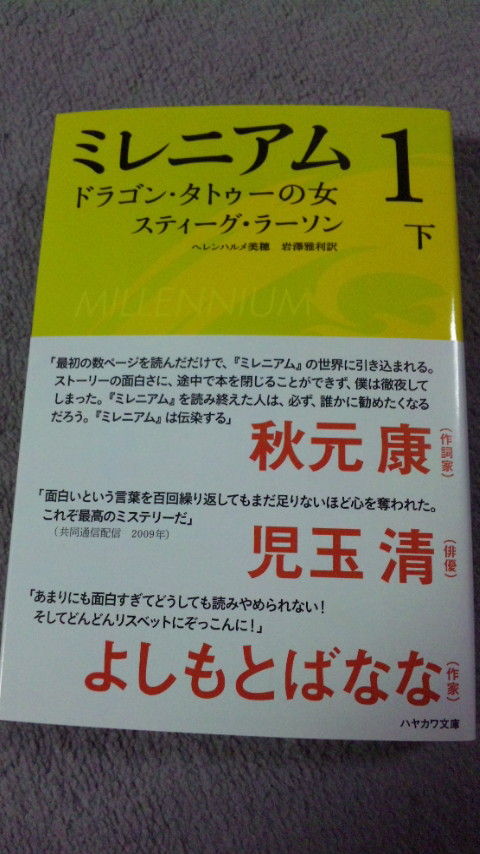 ミレニアム 1
ドラゴン・タトゥーの女
スティーグ・ラーソン 下
ヘレンハルメ美穂 岩澤雅利訳
MILLENNIUM
「最初の数ページを読んだだけで、『ミレニアム』の世界に引き込まれる。
ストーリーの面白さに、途中で本を閉じることができず、僕は徹夜して
しまった。『ミレニアム』を読み終えた人は、必ず、誰かに勧めたくなる
だろう。『ミレニアム』は伝染する」
秋元 康(作詞家)
「面白いという言葉を百回繰り返してもまだ足りないほど心を奪われた。
これぞ最高のミステリーだ」
(共同通信配信 2009年)
児玉 清(俳優)
「あまりにも面白すぎてどうしても読みやめられない!
そしてどんどんリスベットにぞっこんに!」
よしもとばなな(作家)
ハヤカワ文庫